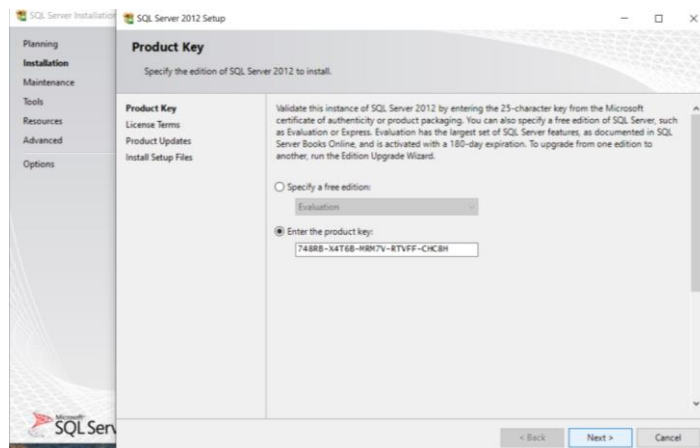 SQL Server Installation
SQL Server 2012 Setup
Planning
Installation
Maintenance
Tools
Resources
Advanced
Options
Product Key
Specify the edition of SQL Server 2012 to install.
Product Key
License Terms
Product Updates
Install Setup Files
Validate this instance of SQL Server 2012 by entering the 25-character key from the Microsoft
certificate of authenticity or product packaging. You can also specify a free edition of SQL Server, such
as Evaluation or Express. Evaluation has the largest set of SQL Server features, as documented in SQL
Server Books Online, and is activated with a 180-day expiration. To upgrade from one edition to
another, run the Edition Upgrade Wizard.
Specify a free edition:
Evaluation
Enter the product key:
748RB-X4T6B-MRM7V-RTVFF-CHC8H
Microsoft
SQL Serv
< Back
Next >
Cancel